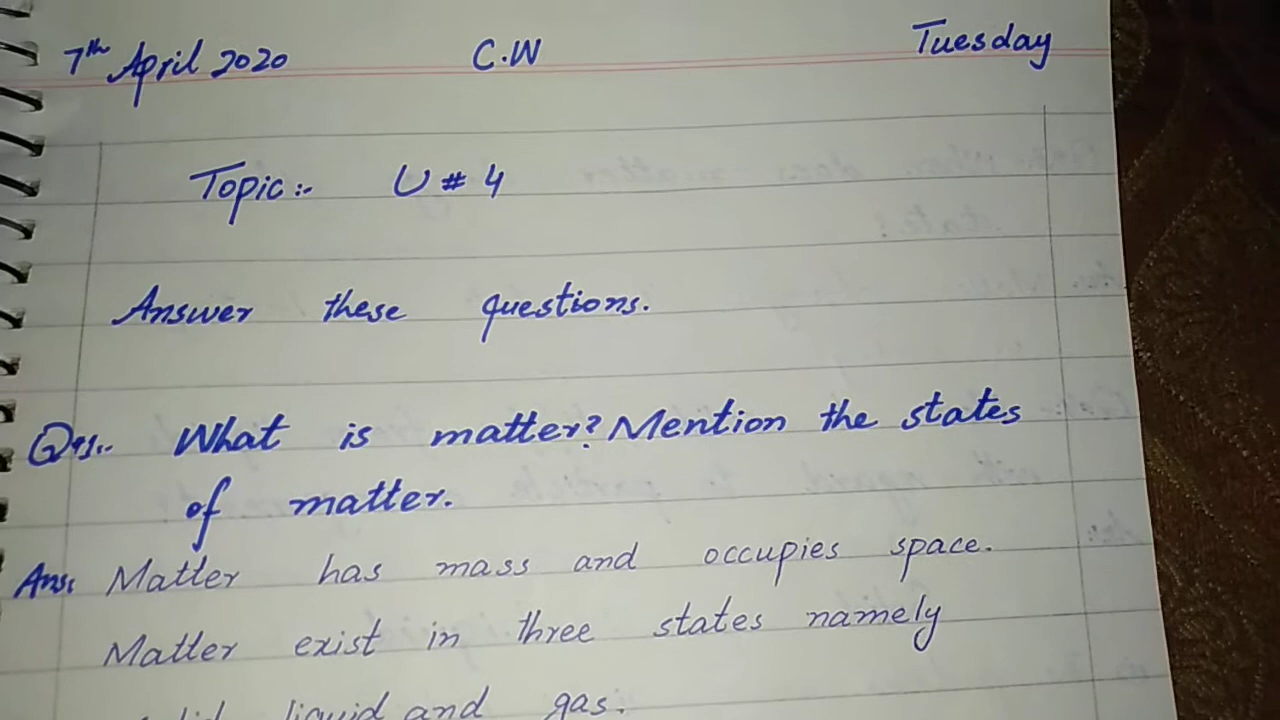 7th April 2020 C.W Tuesday
Topic:- U # 4
Answer these questions.
Q#1.. What is matter? Mention the states
of matter.
Ans: Matter has mass and occupies space.
Matter exist in three states namely
liquid and gas.